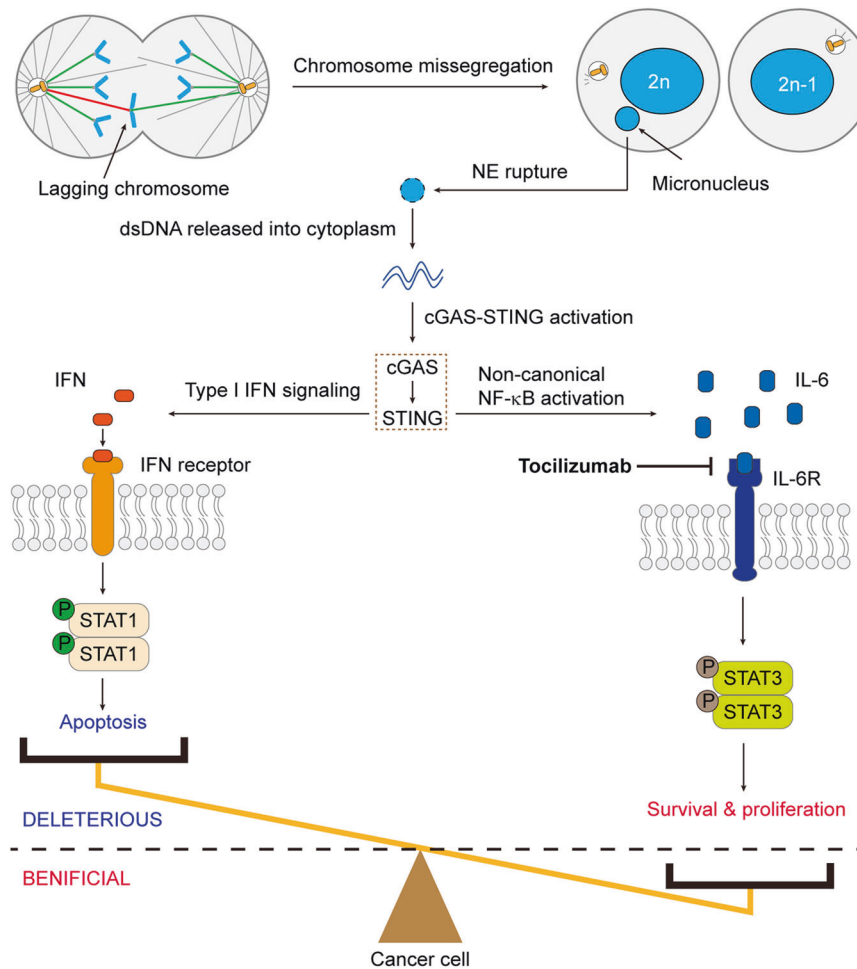 Chromosome missegregation
2n
2n-1
Lagging chromosome
NE rupture
Micronucleus
dsDNA released into cytoplasm
cGAS-STING activation
IFN
Type I IFN signaling
cGAS
STING
Non-canonical
NF-κB activation
IL-6
IFN receptor
Tocilizumab
IL-6R
P
STAT1
P
STAT1
P
STAT3
P
STAT3
Apoptosis
Survival & proliferation
DELETERIOUS
BENIFICIAL
Cancer cell